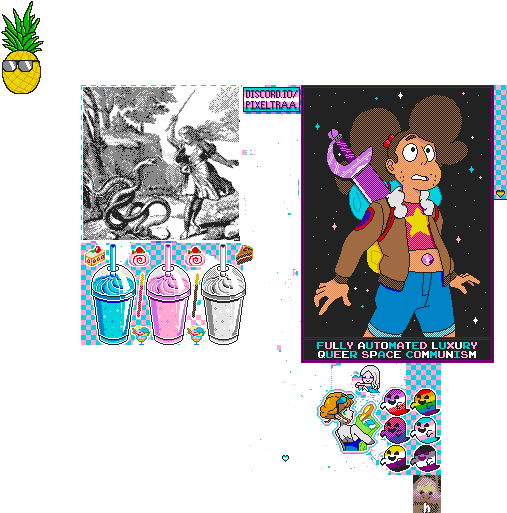 DISCORD.IO/
PIXELTRAA
FULLY AUTOMATED LUXURY
QUEER SPACE COMMUNISM